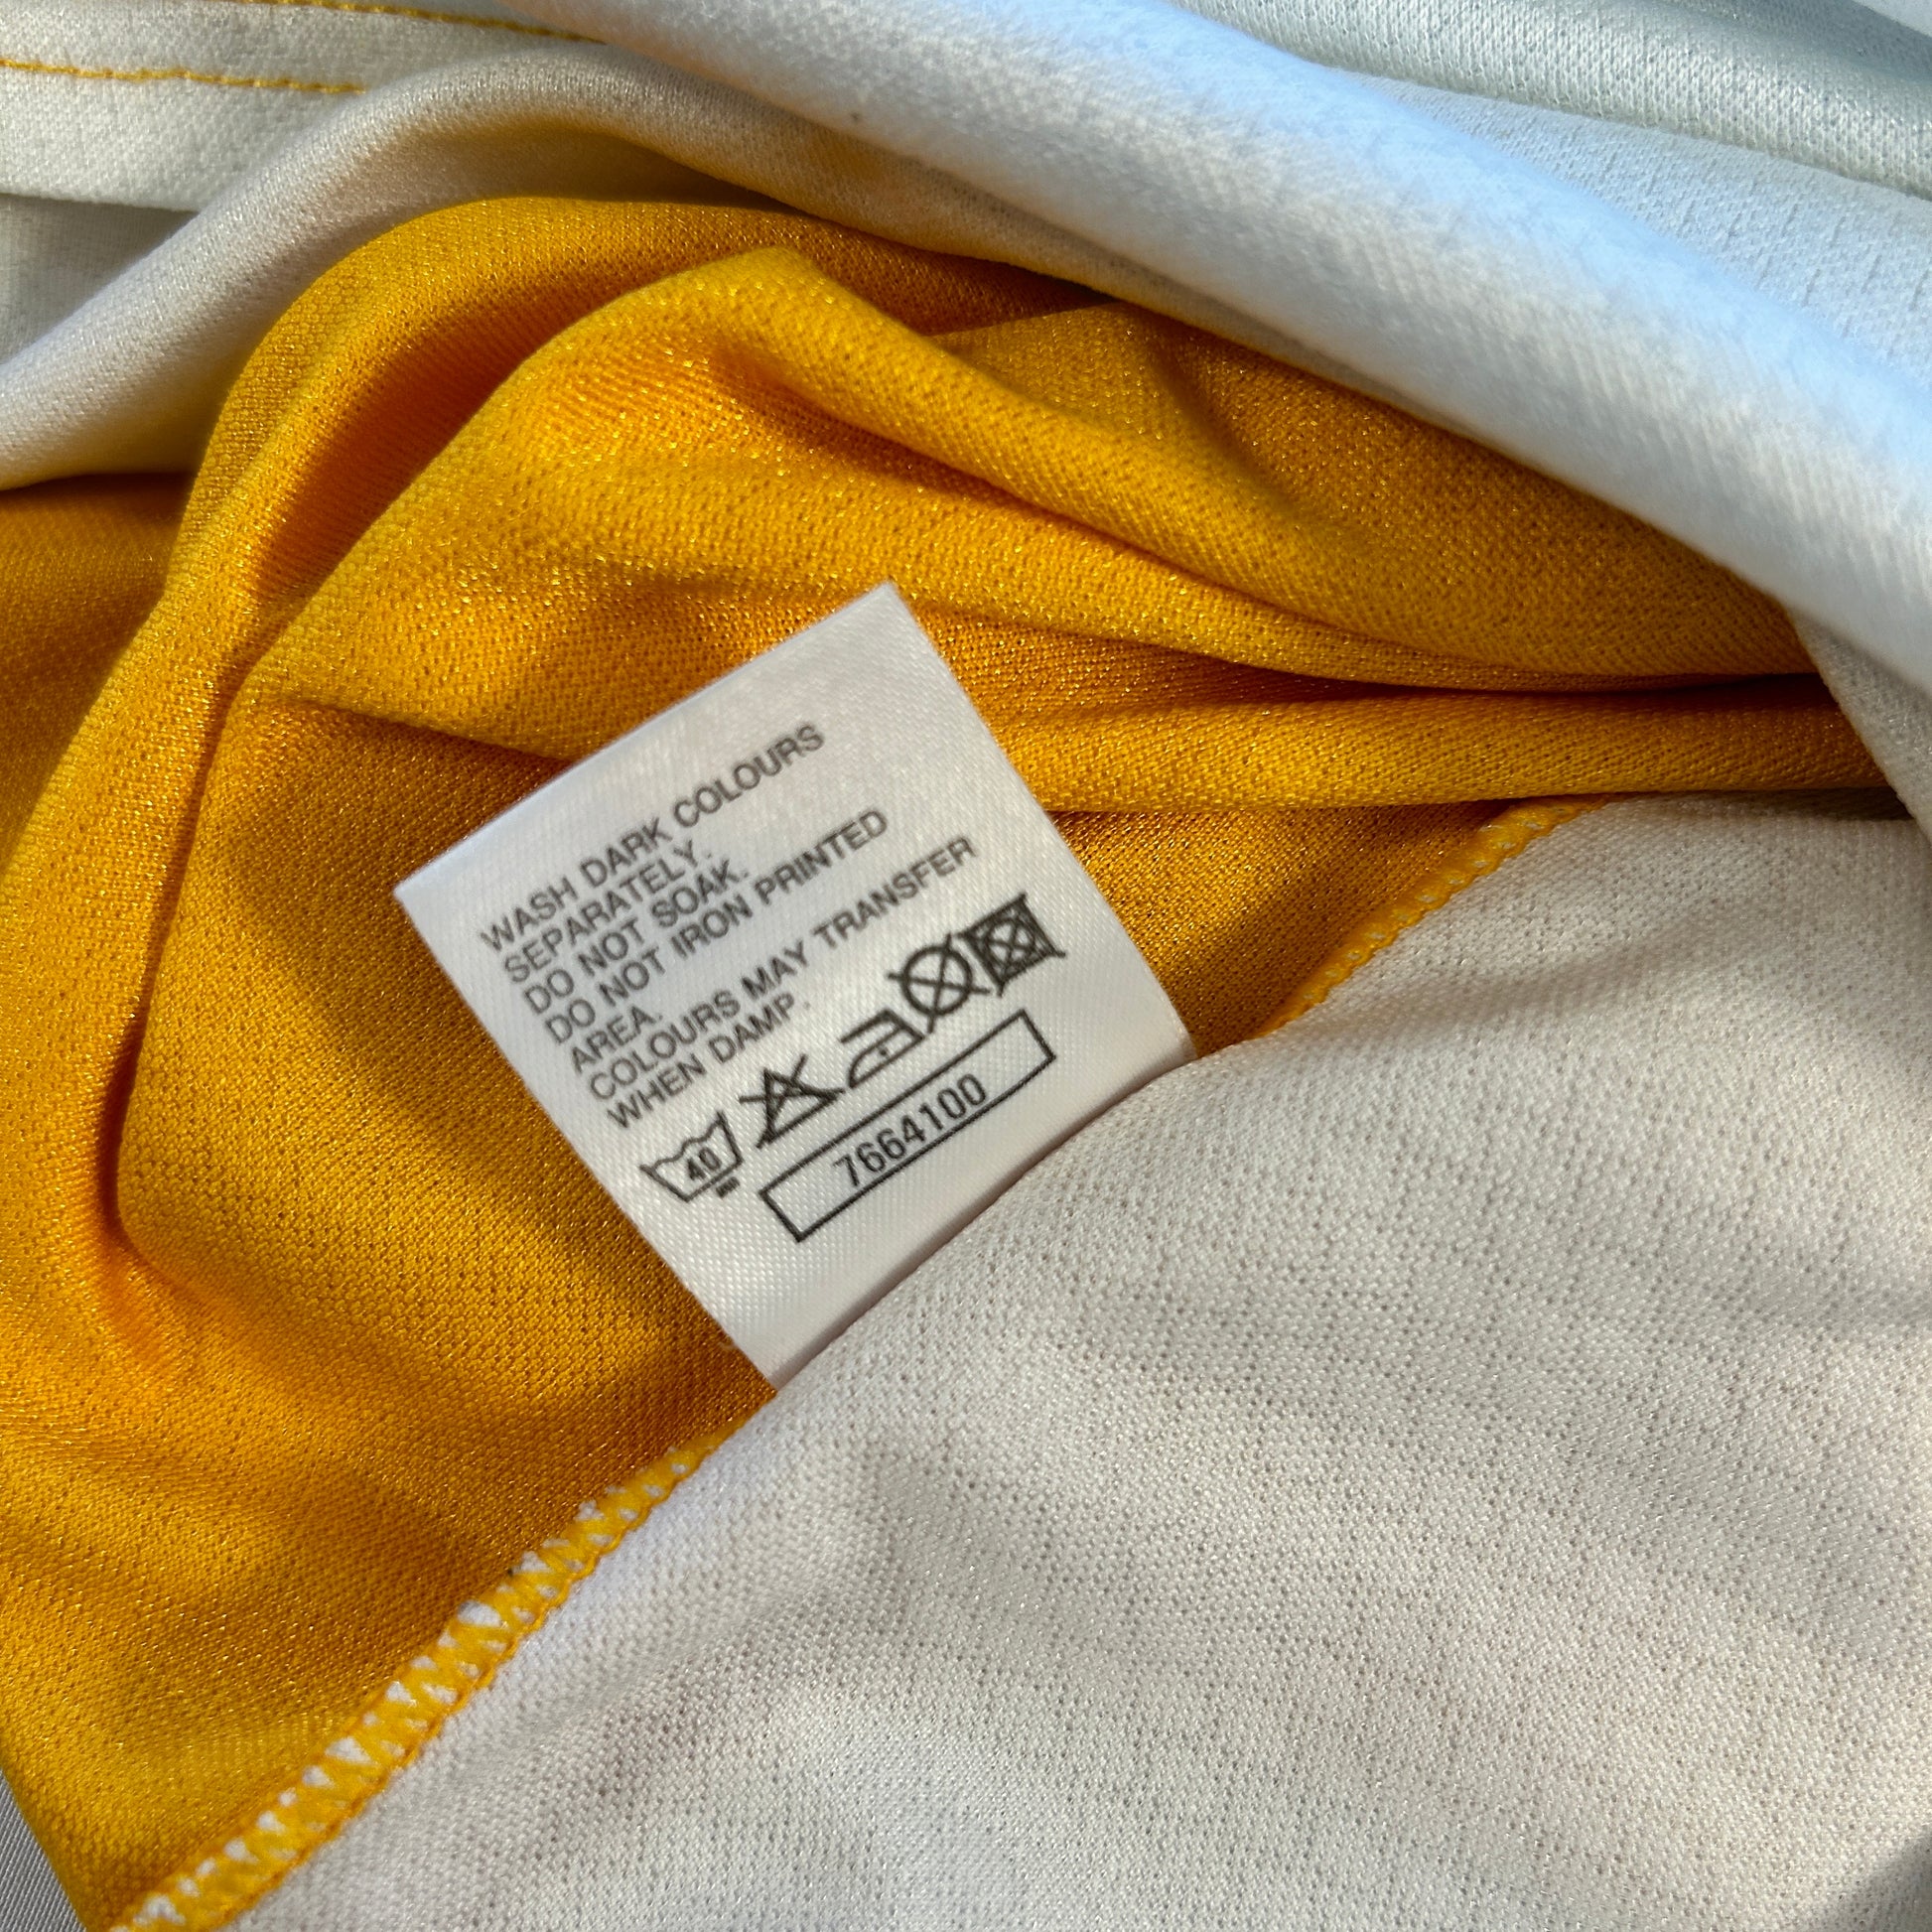 WASH DARK COLOURS
SEPARATELY.
DO NOT SOAK.
DO NOT IRON PRINTED
AREA.
COLOURS MAY TRANSFER
WHEN DAMP.
40
7664100